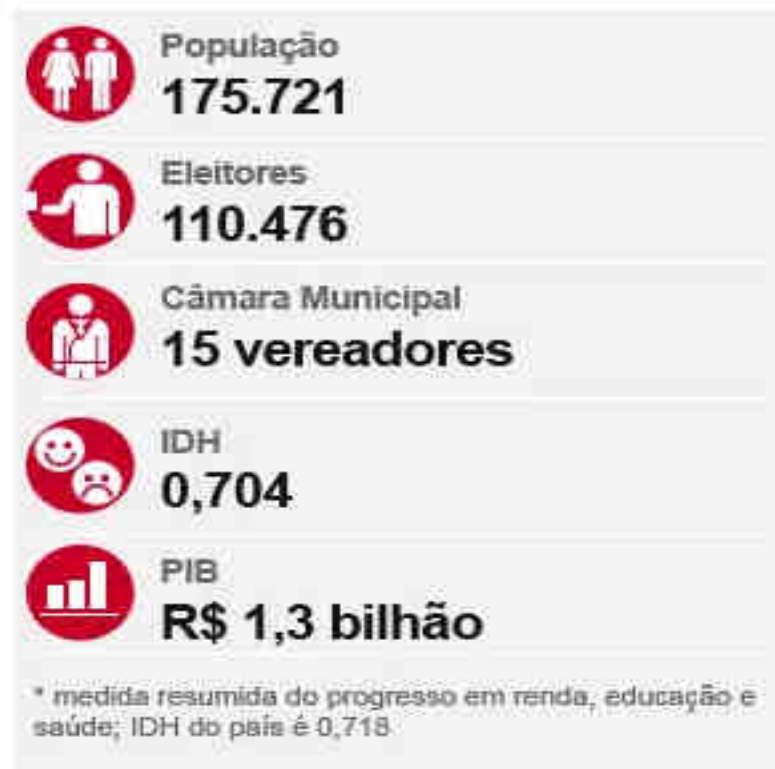 População
175.721
Eleitores
110.476
Câmara Municipal
15 vereadores
IDH
0,704
PIB
R$ 1,3 bilhão
* medida resumida do progresso em renda, educação e
saúde; IDH do país é 0,718